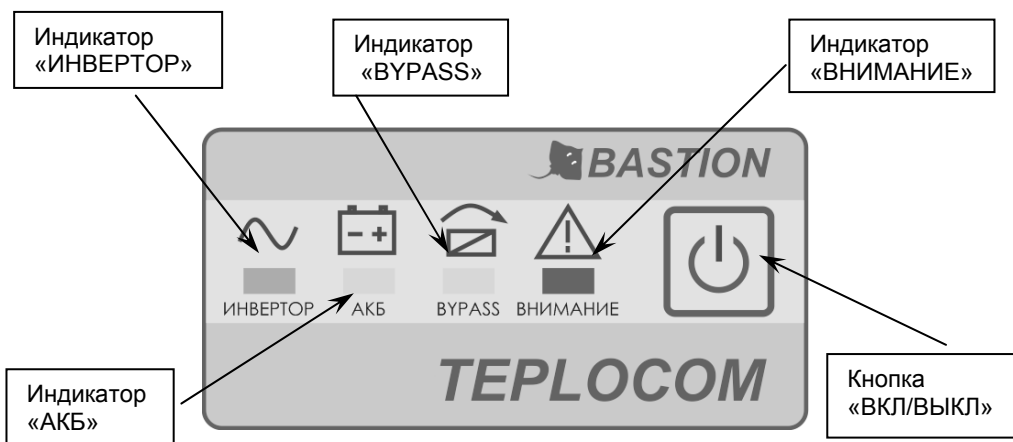 Индикатор
«ИНВЕРТОР»
Индикатор
«BYPASS»
Индикатор
«ВНИМАНИЕ»
BASTION
- +
!
ИНВЕРТОР АКБ BYPASS ВНИМАНИЕ
TEPLOCOM
Индикатор
«АКБ»
Кнопка
«ВКЛ/ВЫКЛ»